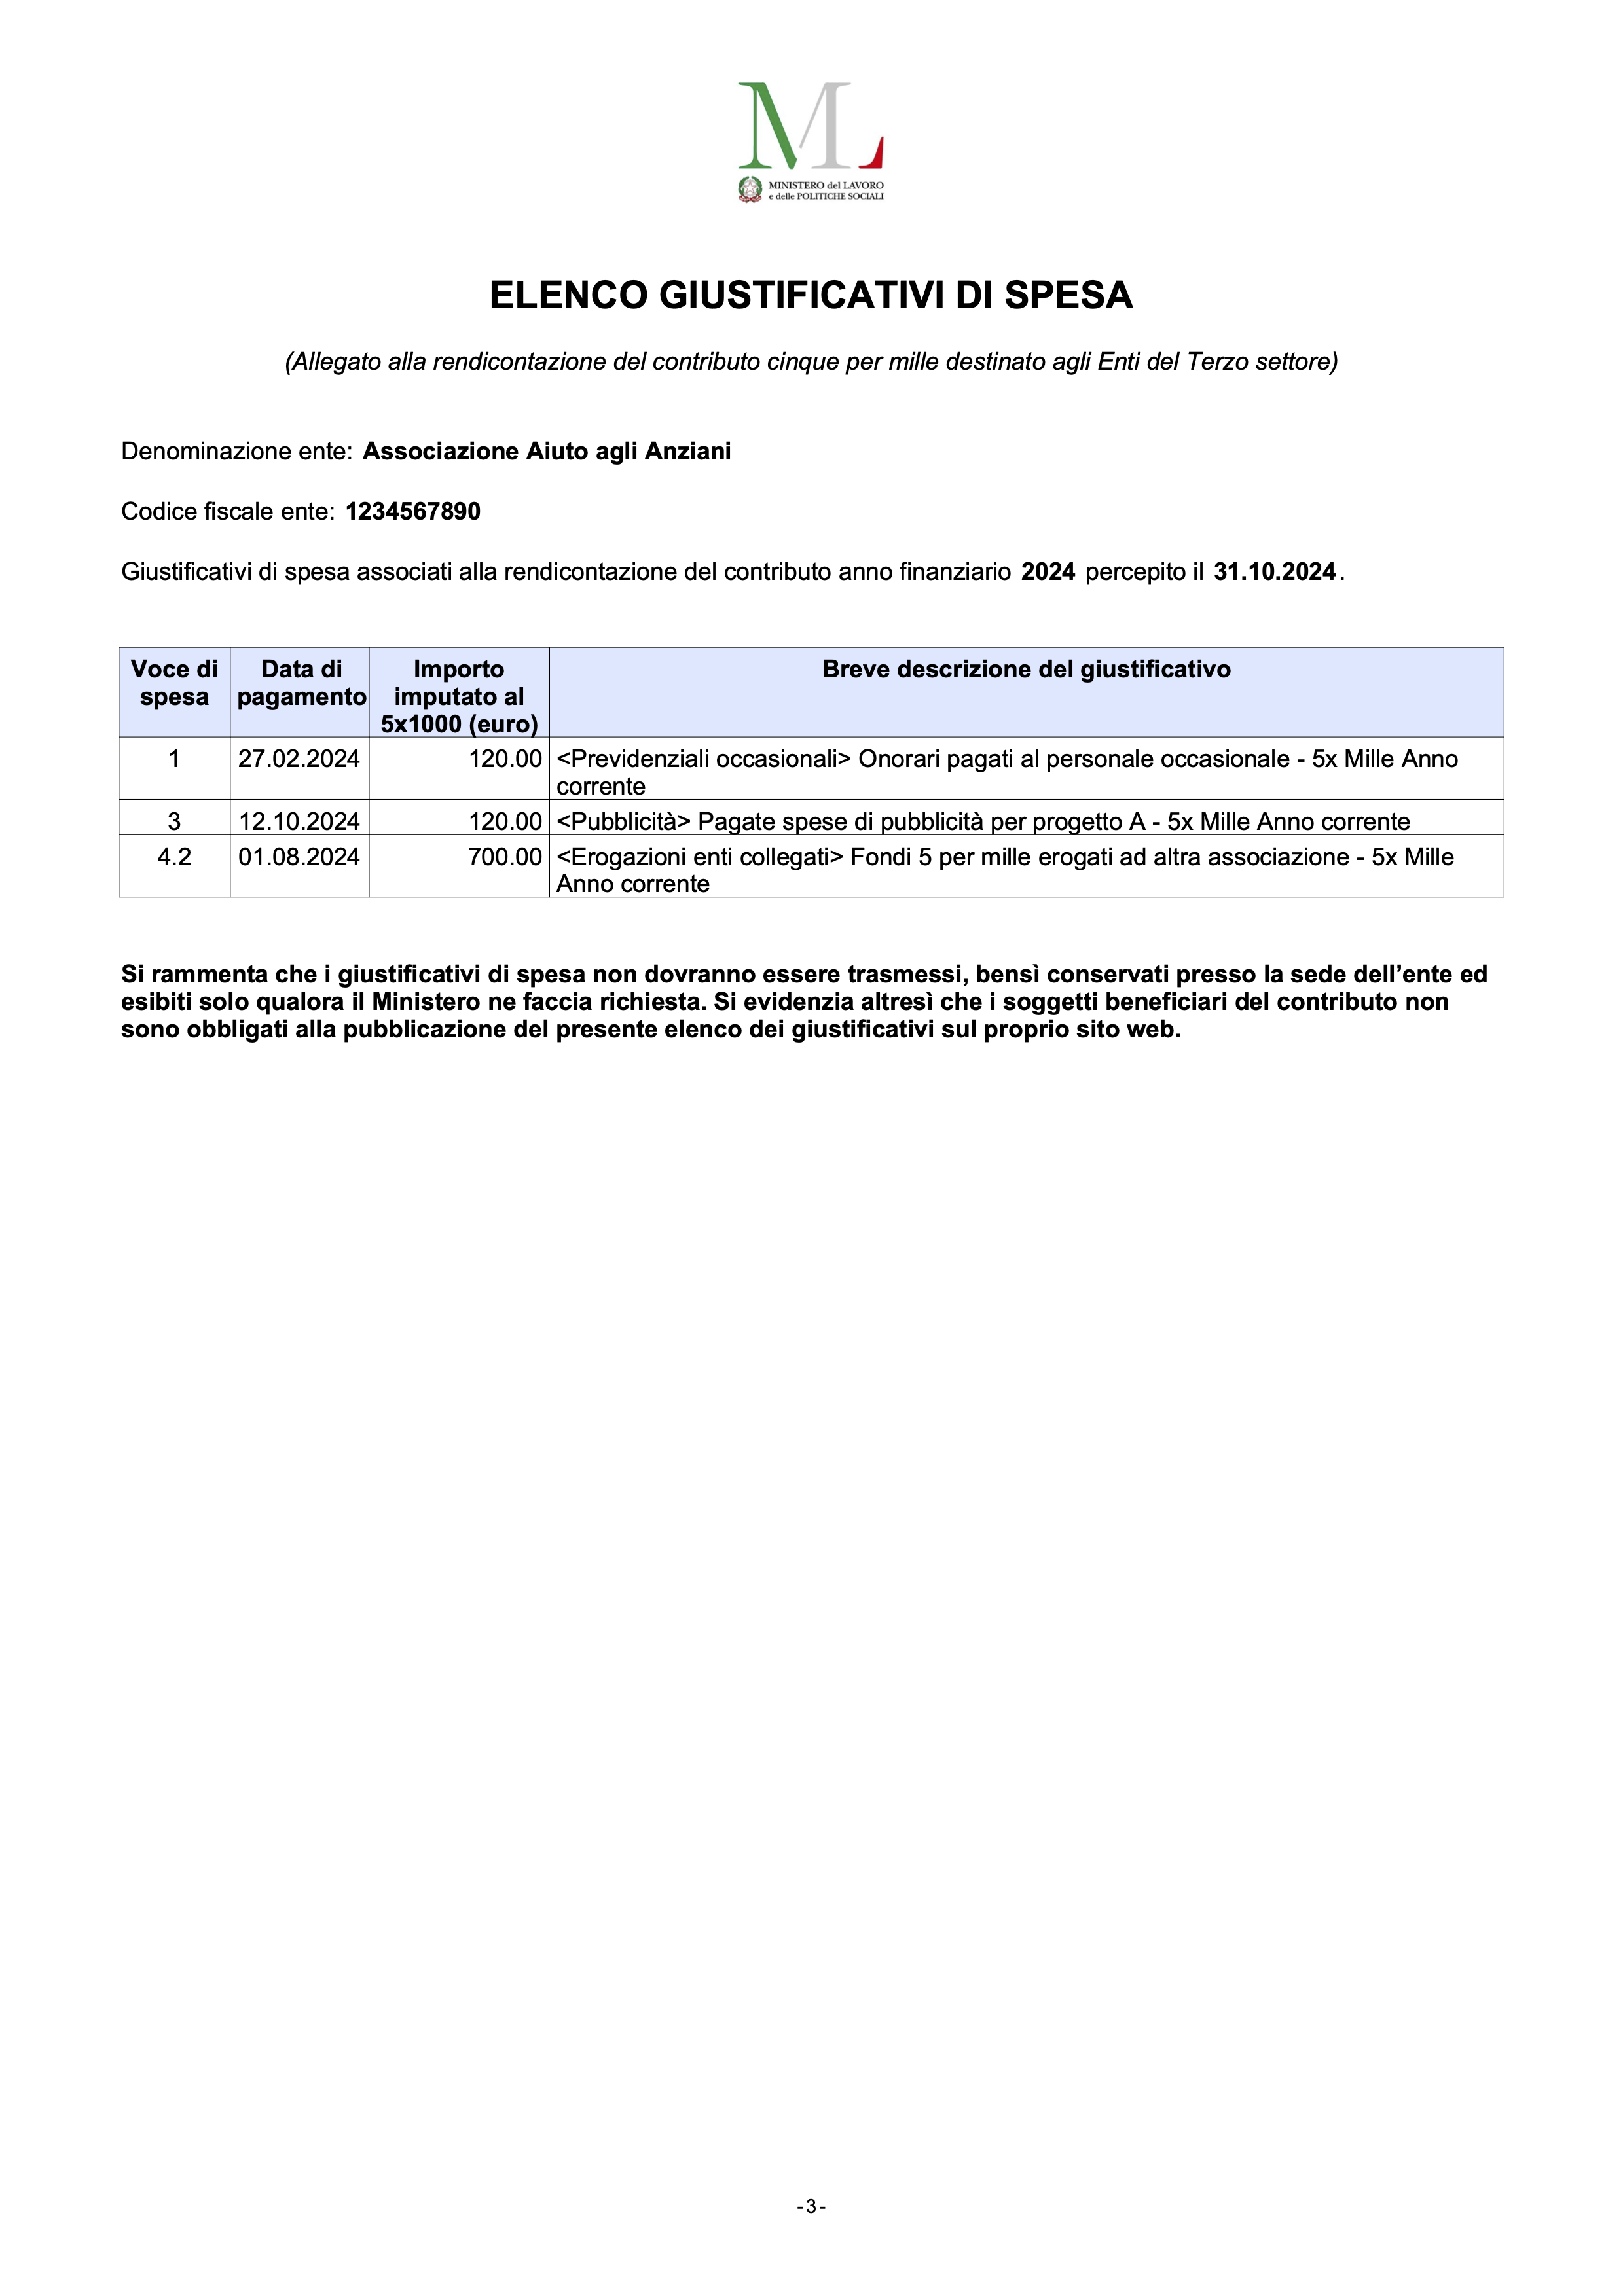 ML
MINISTERO del LAVORO
e delle POLITICHE SOCIALI
ELENCO GIUSTIFICATIVI DI SPESA
(Allegato alla rendicontazione del contributo cinque per mille destinato agli Enti del Terzo settore)
Denominazione ente: Associazione Aiuto agli Anziani
Codice fiscale ente: 1234567890
Giustificativi di spesa associati alla rendicontazione del contributo anno finanziario 2024 percepito il 31.10.2024.
Voce di spesa Data di pagamento Importo imputato al 5x1000 (euro) Breve descrizione del giustificativo
1 27.02.2024 120.00 <Previdenziali occasionali> Onorari pagati al personale occasionale - 5x Mille Anno
corrente
3 12.10.2024 120.00 <Pubblicità> Pagate spese di pubblicità per progetto A - 5x Mille Anno corrente
4.2 01.08.2024 700.00 <Erogazioni enti collegati> Fondi 5 per mille erogati ad altra associazione - 5x Mille
Anno corrente
Si rammenta che i giustificativi di spesa non dovranno essere trasmessi, bensì conservati presso la sede dell’ente ed
esibiti solo qualora il Ministero ne faccia richiesta. Si evidenzia altresì che i soggetti beneficiari del contributo non
sono obbligati alla pubblicazione del presente elenco dei giustificativi sul proprio sito web.
-3-